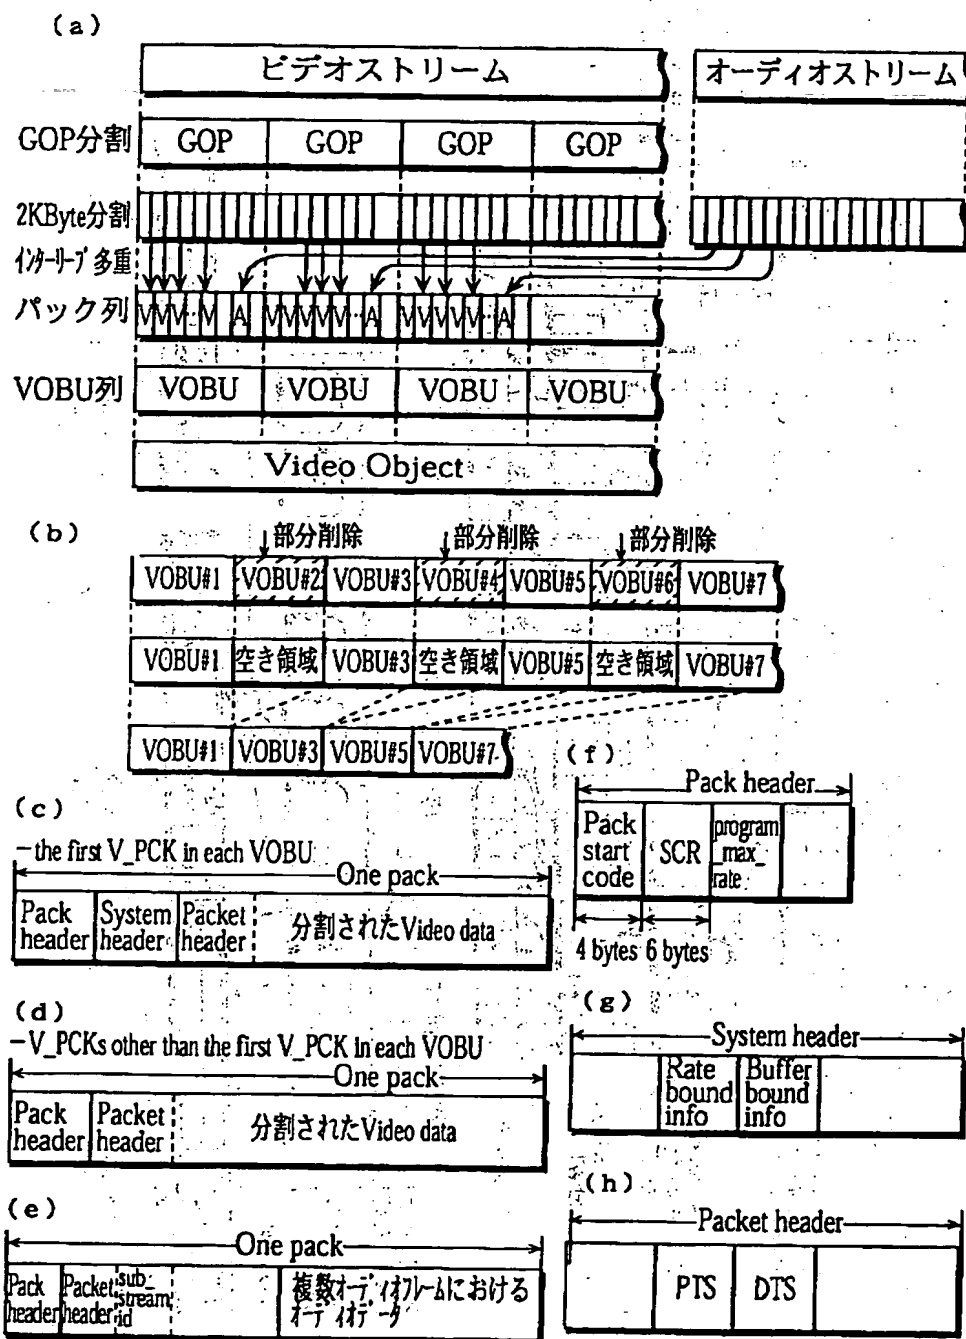 (a)
ビデオストリーム
オーディオストリーム
GOP分割
GOP
GOP
GOP
GOP
2KByte分割
インターリーブ多重
パック列
V V V … V A V V V V V … A V V V V V … A
VOBU列
VOBU
VOBU
VOBU
VOBU
Video Object
(b)
部分削除
部分削除
部分削除
VOBU#1
VOBU#2
VOBU#3
VOBU#4
VOBU#5
VOBU#6
VOBU#7
VOBU#1
空き領域
VOBU#3
空き領域
VOBU#5
空き領域
VOBU#7
VOBU#1
VOBU#3
VOBU#5
VOBU#7
(c)
–the first V_PCK in each VOBU
One pack
Pack
header
System
header
Packet
header
分割されたVideo data
(d)
–V_PCKs other than the first V_PCK in each VOBU
One pack
Pack
header
Packet
header
分割されたVideo data
(e)
One pack
Pack
header
Packet
header
sub_
stream
id
複数オーディオフレームにおける
オーディオデータ
(f)
Pack header
Pack
start
code
SCR
program
_max_
rate
4 bytes
6 bytes
(g)
System header
Rate
bound
info
Buffer
bound
info
(h)
Packet header
PTS
DTS